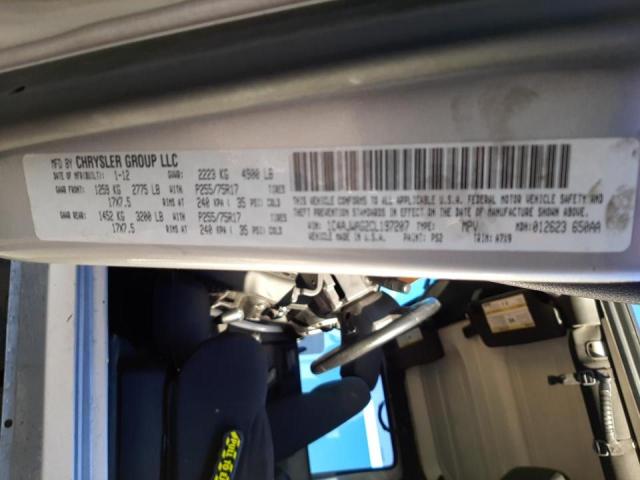 MFD BY CHRYSLER GROUP LLC
DATE OF MFR(BUILT): 1-12 GVWR: 2223 KG 4900 LB
GAWR FRONT: 1259 KG 2775 LB WITH P255/75R17 TIRES
17X7.5 RIMS AT 240 KPA ( 35 PSI) COLD
GAWR REAR: 1452 KG 3200 LB WITH P255/75R17 TIRES
17X7.5 RIMS AT 240 KPA ( 35 PSI) COLD
THIS VEHICLE CONFORMS TO ALL APPLICABLE U.S.A. FEDERAL MOTOR VEHICLE SAFETY AND
THEFT PREVENTION STANDARDS IN EFFECT ON THE DATE OF MANUFACTURE SHOWN ABOVE.
VIN: 1C4AJWAG2CL197207 TYPE: MPV MDH: 012623 650AA
VEHICLE MADE IN U.S.A. PAINT: PS2 TRIM: A7X9